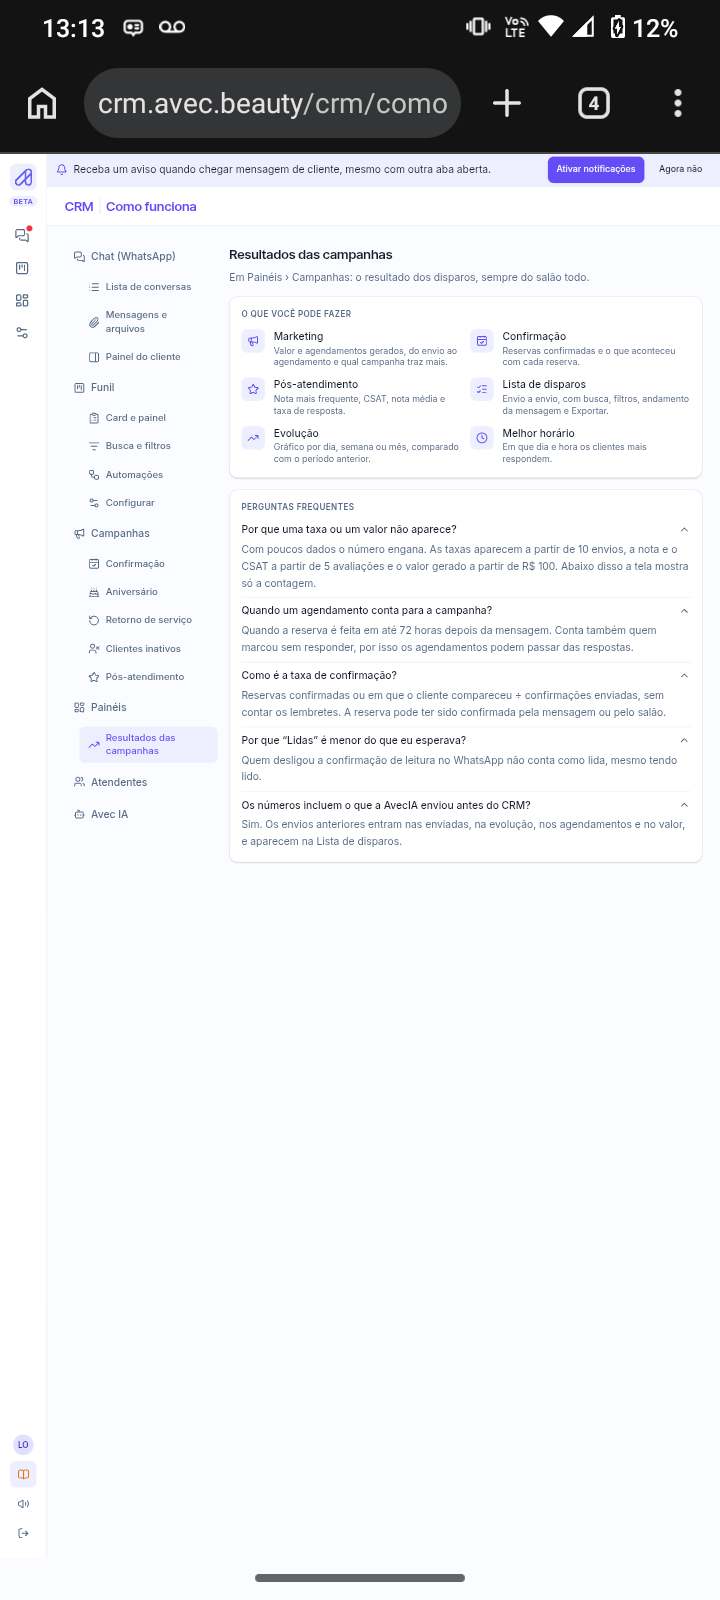 13:13
Vo LTE
12%
crm.avec.beauty/crm/como
4
Receba um aviso quando chegar mensagem de cliente, mesmo com outra aba aberta.
Ativar notificações
Agora não
BETA
CRM
Como funciona
Chat (WhatsApp)
Lista de conversas
Mensagens e
arquivos
Painel do cliente
Funil
Card e painel
Busca e filtros
Automações
Configurar
Campanhas
Confirmação
Aniversário
Retorno de serviço
Clientes inativos
Pós-atendimento
Painéis
Resultados das
campanhas
Atendentes
Avec IA
Resultados das campanhas
Em Painéis › Campanhas: o resultado dos disparos, sempre do salão todo.
O QUE VOCÊ PODE FAZER
Marketing
Valor e agendamentos gerados, do envio ao
agendamento e qual campanha traz mais.
Confirmação
Reservas confirmadas e o que aconteceu
com cada reserva.
Pós-atendimento
Nota mais frequente, CSAT, nota média e
taxa de resposta.
Lista de disparos
Envio a envio, com busca, filtros, andamento
da mensagem e Exportar.
Evolução
Gráfico por dia, semana ou mês, comparado
com o período anterior.
Melhor horário
Em que dia e hora os clientes mais
respondem.
PERGUNTAS FREQUENTES
Por que uma taxa ou um valor não aparece?
Com poucos dados o número engana. As taxas aparecem a partir de 10 envios, a nota e o
CSAT a partir de 5 avaliações e o valor gerado a partir de R$ 100. Abaixo disso a tela mostra
só a contagem.
Quando um agendamento conta para a campanha?
Quando a reserva é feita em até 72 horas depois da mensagem. Conta também quem
marcou sem responder, por isso os agendamentos podem passar das respostas.
Como é a taxa de confirmação?
Reservas confirmadas ou em que o cliente compareceu ÷ confirmações enviadas, sem
contar os lembretes. A reserva pode ter sido confirmada pela mensagem ou pelo salão.
Por que “Lidas” é menor do que eu esperava?
Quem desligou a confirmação de leitura no WhatsApp não conta como lida, mesmo tendo
lido.
Os números incluem o que a AvecIA enviou antes do CRM?
Sim. Os envios anteriores entram nas enviadas, na evolução, nos agendamentos e no valor,
e aparecem na Lista de disparos.
LO